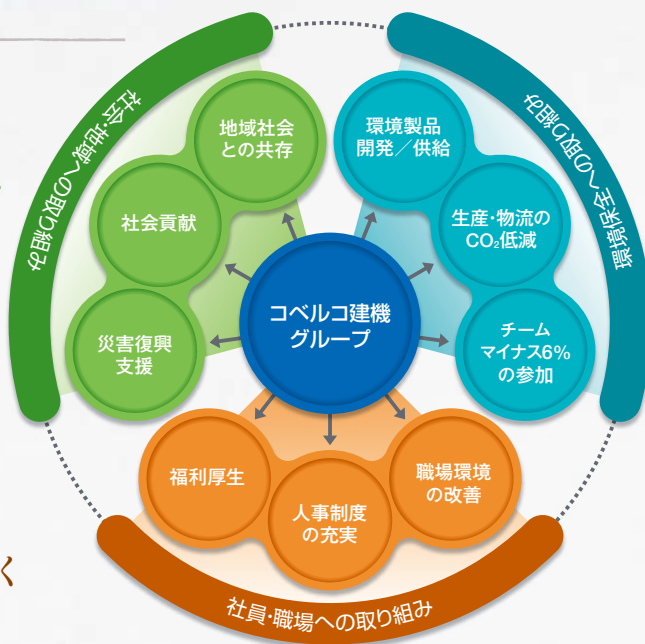 社会・地域への取り組み
地域社会
との共存
社会貢献
災害復興
支援
環境保全への取り組み
環境製品
開発／供給
生産・物流の
CO₂低減
チーム
マイナス6%
の参加
コベルコ建機
グループ
福利厚生
人事制度
の充実
職場環境
の改善
社員・職場への取り組み
く